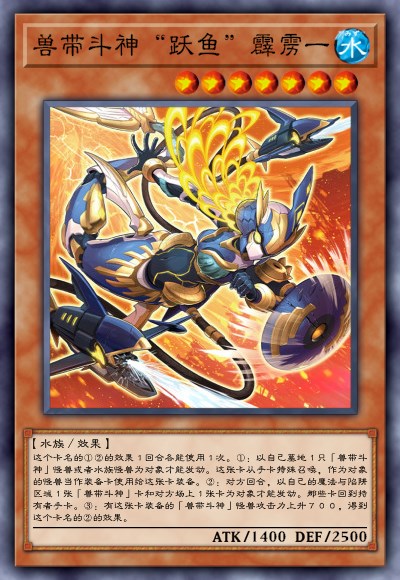 兽带斗神“跃鱼”霹雳一
水
【水族／效果】
这个卡名的①②的效果1回合各能使用1次。①：以自己墓地1只「兽带斗
神」怪兽或者水族怪兽为对象才能发动。这张卡从手卡特殊召唤，作为对象
的怪兽当作装备卡使用给这张卡装备。②：对方回合，以自己的魔法与陷阱
区域1张「兽带斗神」卡和对方场上1张卡为对象才能发动。那些卡回到持
有者手卡。③：有这张卡装备的「兽带斗神」怪兽攻击力上升700，得到
这个卡名的②的效果。
ATK/1400 DEF/2500